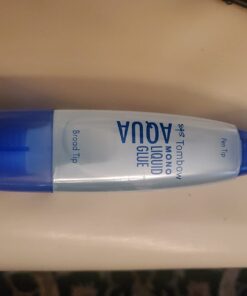 Tombow
MONO
AQUA
LIQUID
GLUE
Broad Tip
Pen Tip